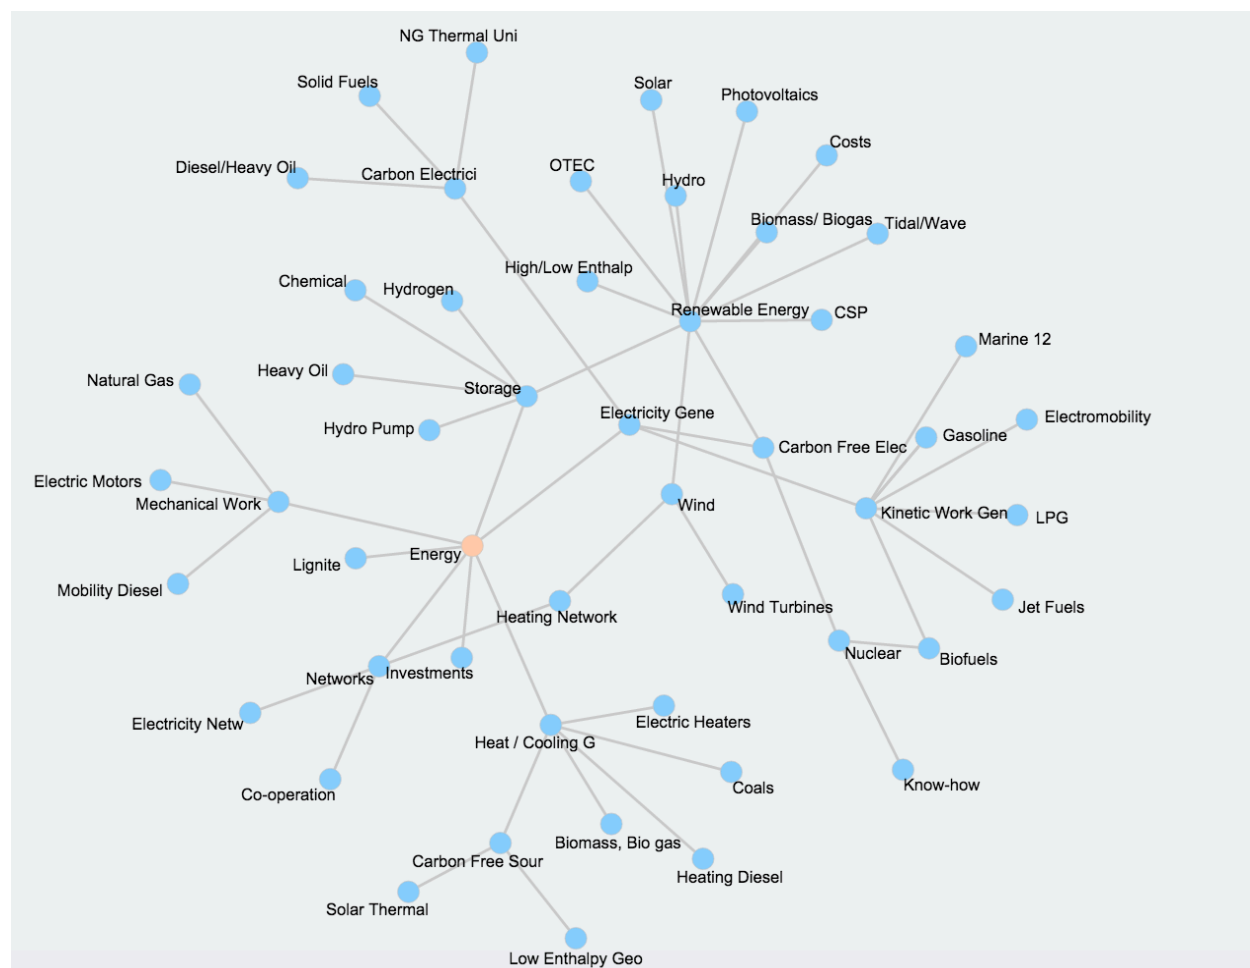 NG Thermal Uni
Solid Fuels
Solar
Photovoltaics
Costs
Diesel/Heavy Oil
Carbon Electrici
OTEC
Hydro
Biomass/ Biogas
Tidal/Wave
High/Low Enthalp
Chemical
Hydrogen
Renewable Energy
CSP
Marine 12
Heavy Oil
Natural Gas
Storage
Electricity Gene
Electromobility
Hydro Pump
Carbon Free Elec
Gasoline
Electric Motors
Mechanical Work
Wind
Kinetic Work Gen
LPG
Energy
Lignite
Mobility Diesel
Heating Network
Wind Turbines
Jet Fuels
Nuclear
Biofuels
Networks
Investments
Electricity Netw
Electric Heaters
Heat / Cooling G
Co-operation
Coals
Know-how
Biomass, Bio gas
Carbon Free Sour
Heating Diesel
Solar Thermal
Low Enthalpy Geo